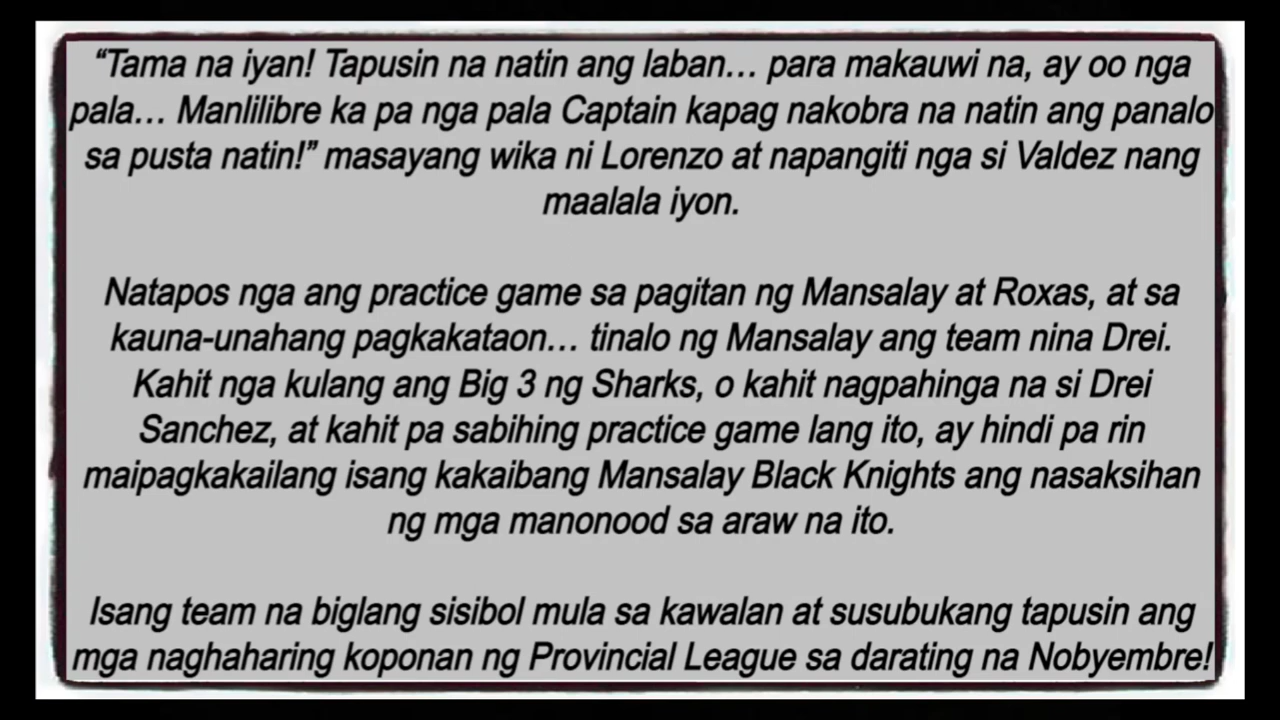 “Tama na iyan! Tapusin na natin ang laban… para makauwi na, ay oo nga
pala… Manlilibre ka pa nga pala Captain kapag nakobra na natin ang panalo
sa pusta natin!” masayang wika ni Lorenzo at napangiti nga si Valdez nang
maalala iyon.
Natapos nga ang practice game sa pagitan ng Mansalay at Roxas, at sa
kauna-unahang pagkakataon… tinalo ng Mansalay ang team nina Drei.
Kahit nga kulang ang Big 3 ng Sharks, o kahit nagpahinga na si Drei
Sanchez, at kahit pa sabihing practice game lang ito, ay hindi pa rin
maipagkakailang isang kakaibang Mansalay Black Knights ang nasaksihan
ng mga manonood sa araw na ito.
Isang team na biglang sisibol mula sa kawalan at susubukang tapusin ang
mga naghaharing koponan ng Provincial League sa darating na Nobyembre!